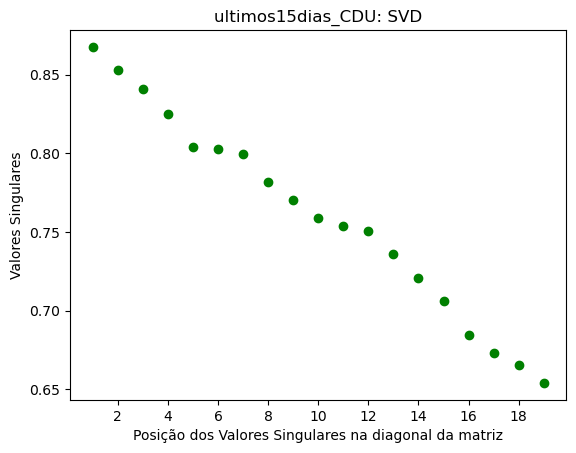 ultimos15dias_CDU: SVD
Valores Singulares
0.85
0.80
0.75
0.70
0.65
2 4 6 8 10 12 14 16 18
Posição dos Valores Singulares na diagonal da matriz